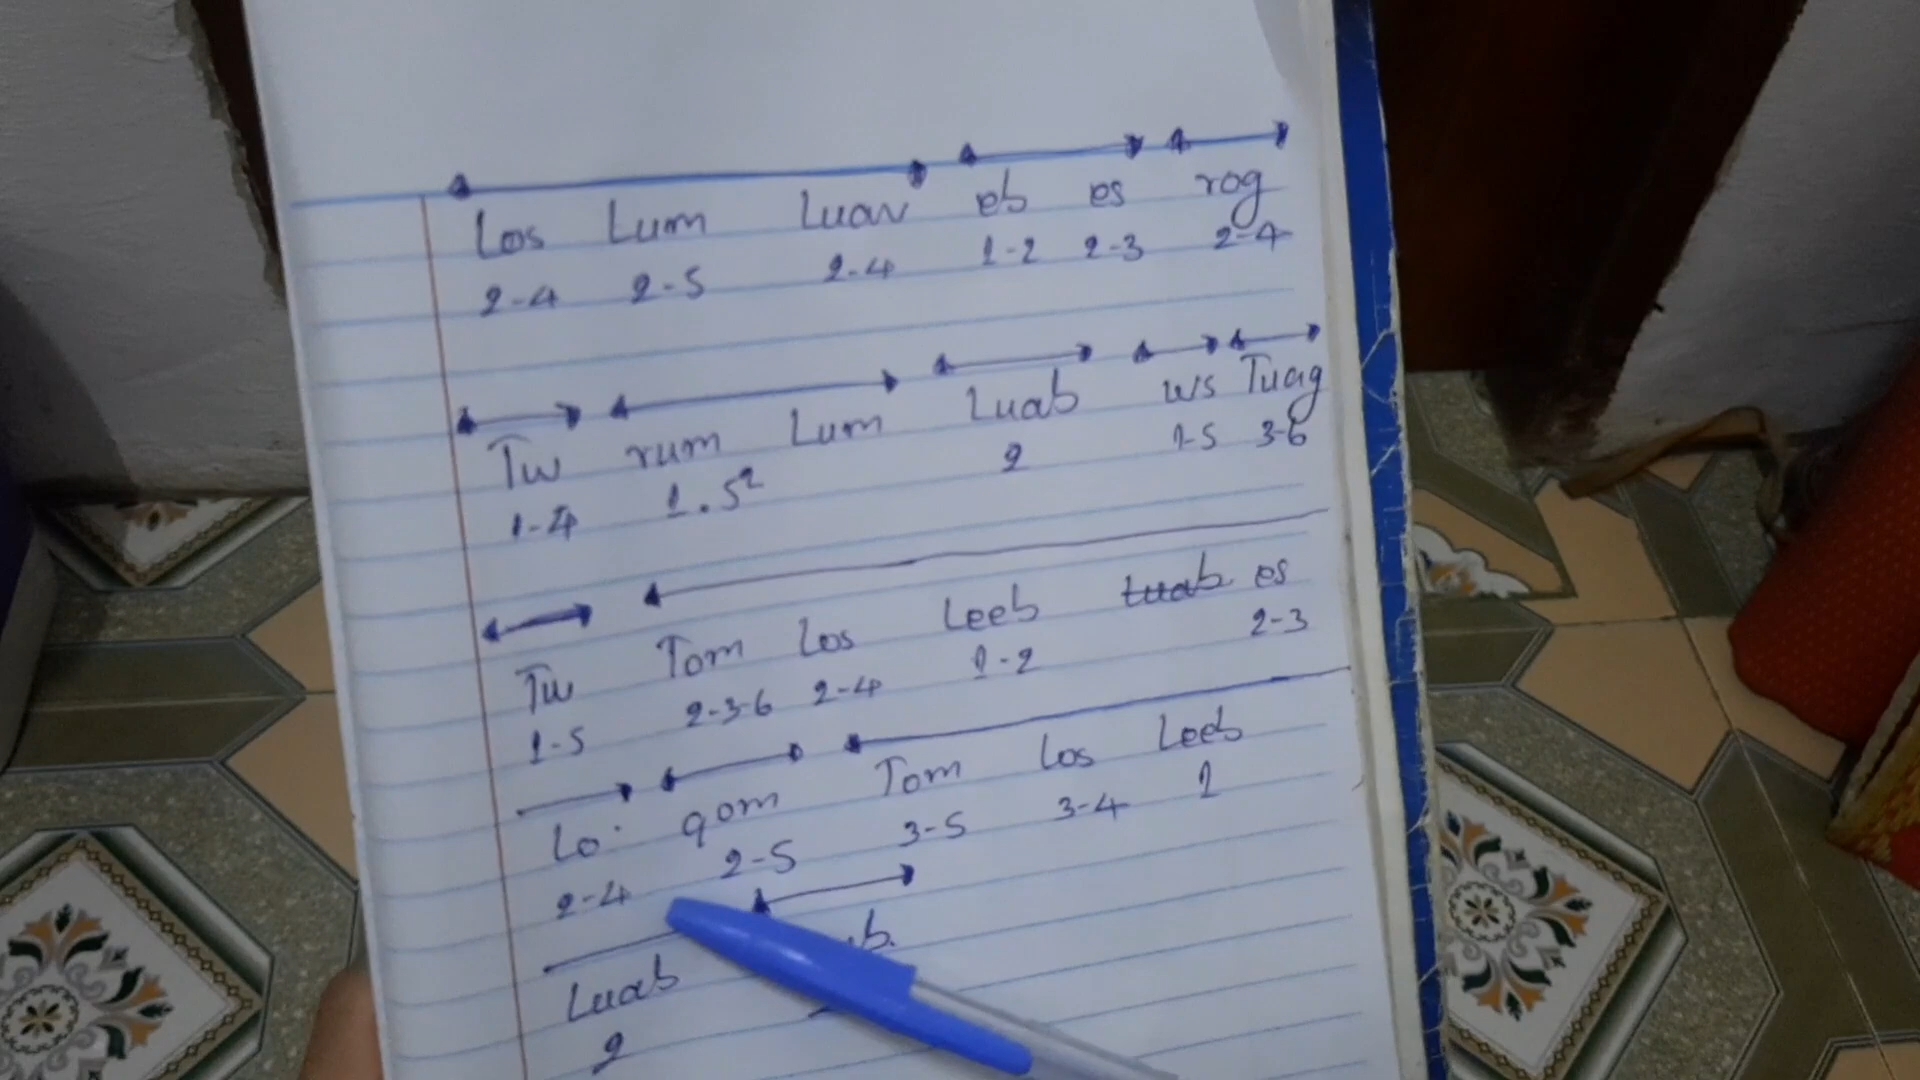 Los Lum Luav eb es rog
2-4 2-5 2-4 1-2 2-3 2-4
Tw rum Lum Luab ws Tuag
1-4 1.5² 2 1-5 3-6
Tw Tom los Leeb tuab es
1-5 2-3-6 2-4 1-2 2-3
Lo. qom Tom los Leeb
2-4 2-5 3-5 3-4 1
Luab
2